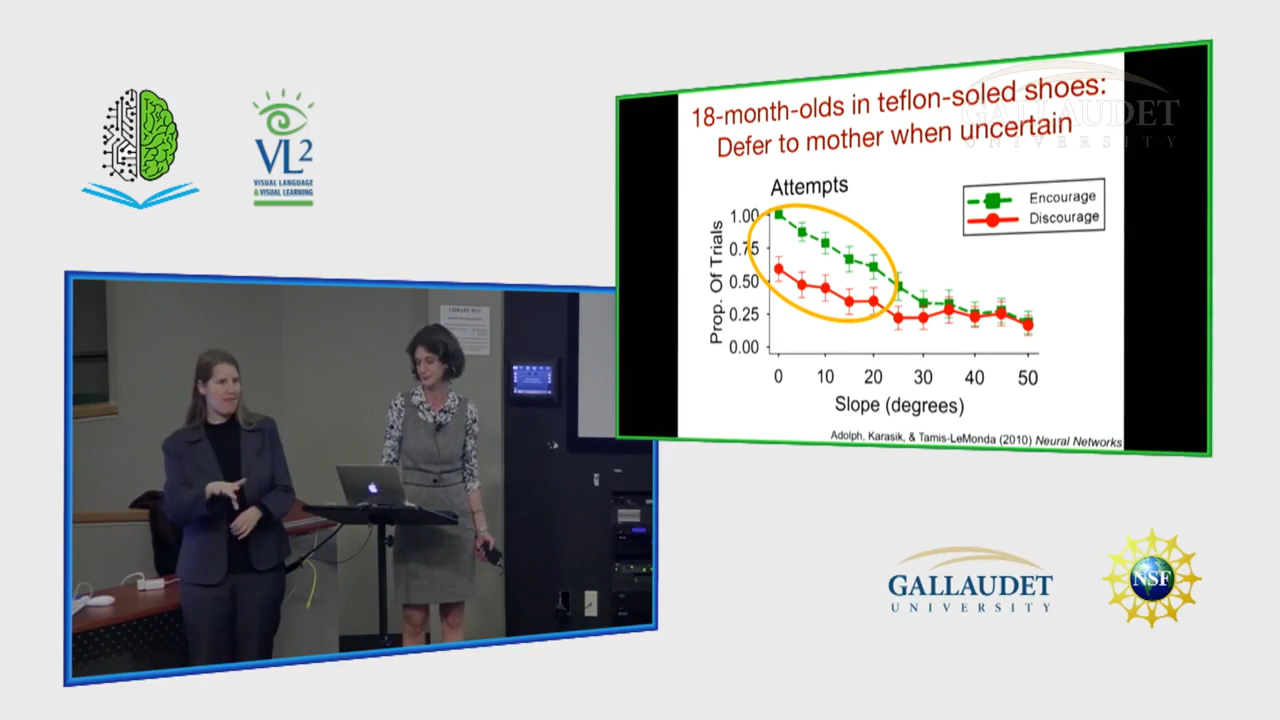 VL2
VISUAL LANGUAGE
& VISUAL LEARNING
18-month-olds in teflon-soled shoes:
Defer to mother when uncertain
GALLAUDET
UNIVERSITY
Attempts
Encourage
Discourage
Prop. Of Trials
1.00
0.75
0.50
0.25
0.00
0 10 20 30 40 50
Slope (degrees)
Adolph, Karasik, & Tamis-LeMonda (2010) Neural Networks
GALLAUDET
UNIVERSITY
NSF